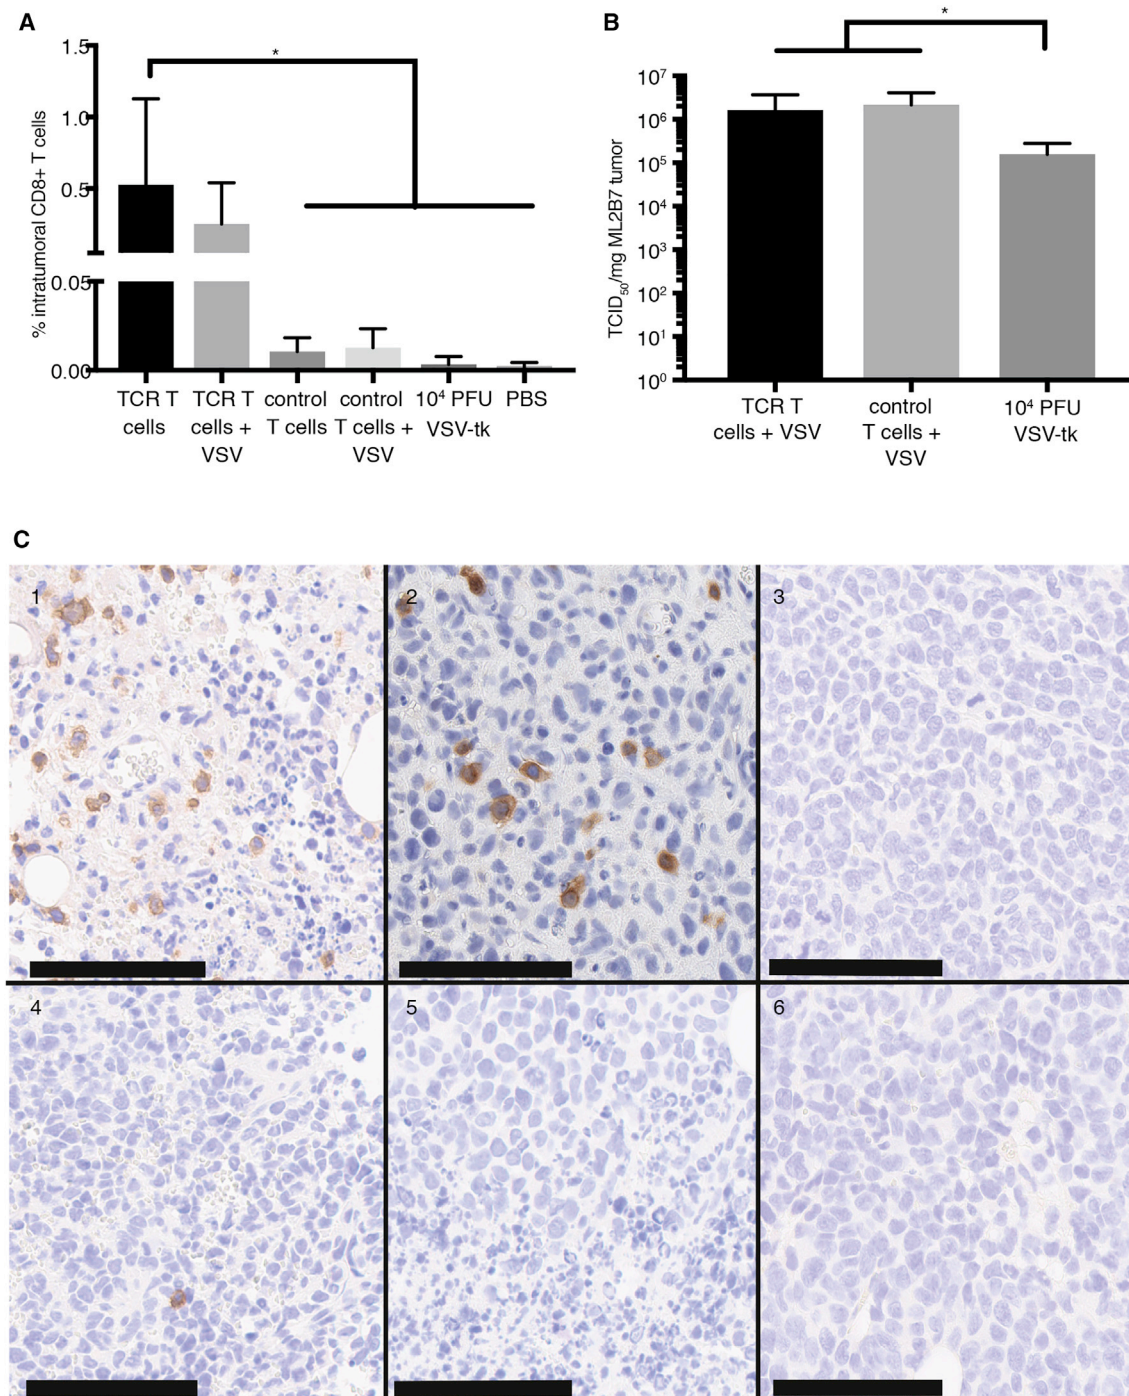 A
% intratumoral CD8+ T cells
1.5
1.0
0.5
0.05
0.00
*
TCR T
cells
TCR T
cells +
VSV
control
T cells
control
T cells +
VSV
10⁴ PFU
VSV-tk
PBS
B
TCID₅₀/mg ML2B7 tumor
10⁷
10⁶
10⁵
10⁴
10³
10²
10¹
10⁰
*
TCR T
cells + VSV
control
T cells +
VSV
10⁴ PFU
VSV-tk
C
1
2
3
4
5
6